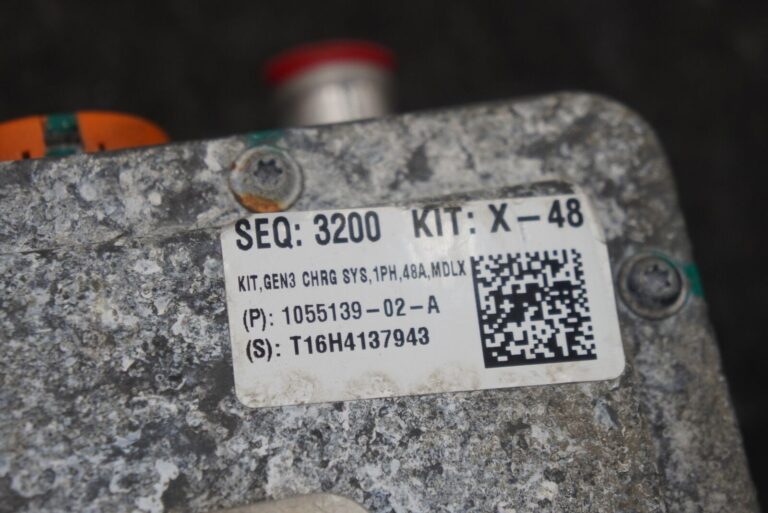 SEQ: 3200 KIT: X-48
KIT,GEN3 CHRG SYS,1PH,48A,MDLX
(P): 1055139-02-A
(S): T16H4137943